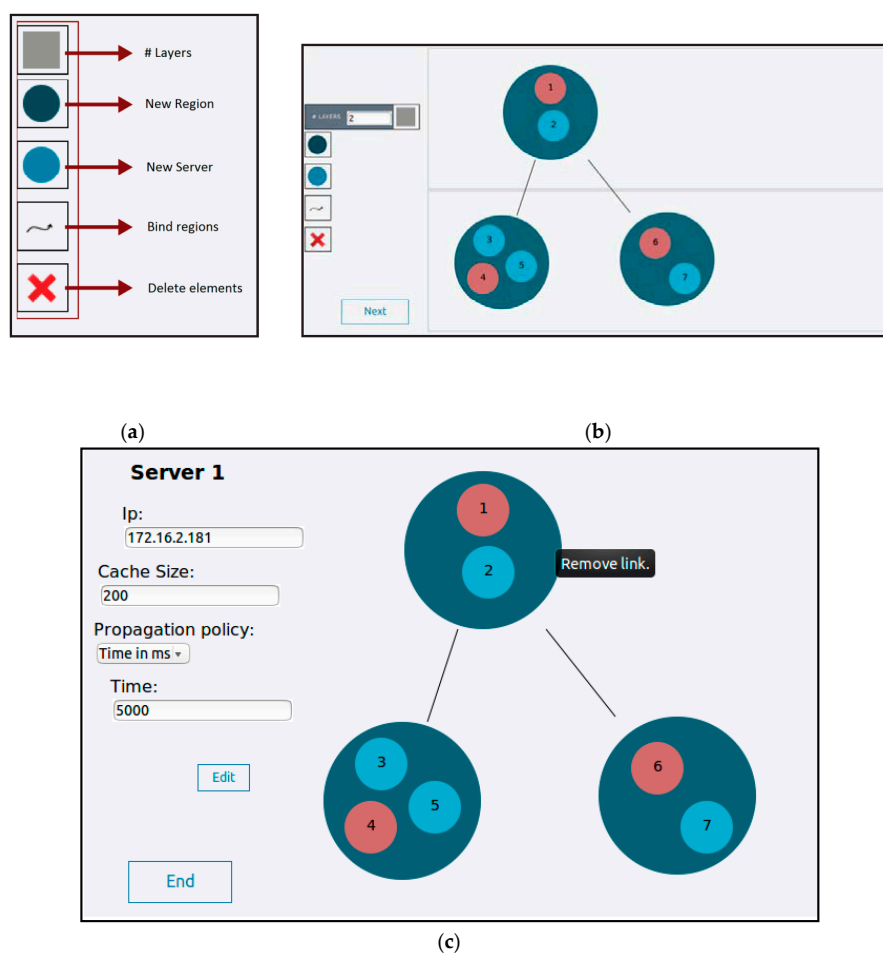 # Layers
New Region
New Server
Bind regions
Delete elements
(a)
# LAYERS 2
Next
1
2
3
5
4
6
7
(b)
Server 1
Ip:
172.16.2.181
Cache Size:
200
Propagation policy:
Time in ms
Time:
5000
Edit
End
1
2
Remove link.
3
5
4
6
7
(c)